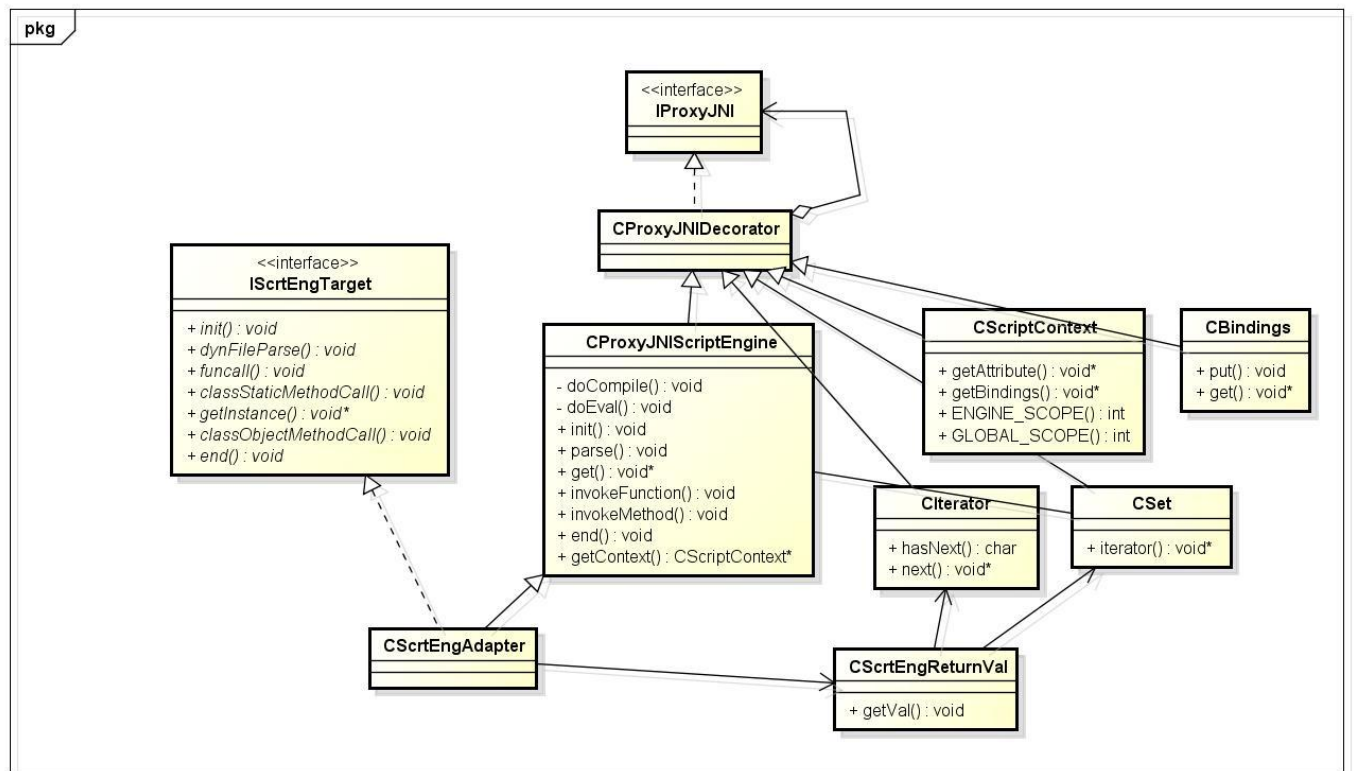 pkg
<<interface>>
IProxyJNI
CProxyJNIDecorator
<<interface>>
IScrtEngTarget
+ init() : void
+ dynFileParse() : void
+ funcall() : void
+ classStaticMethodCall() : void
+ getInstance() : void*
+ classObjectMethodCall() : void
+ end() : void
CProxyJNIScriptEngine
- doCompile() : void
- doEval() : void
+ init() : void
+ parse() : void
+ get() : void*
+ invokeFunction() : void
+ invokeMethod() : void
+ end() : void
+ getContext() : CScriptContext*
CScriptContext
+ getAttribute() : void*
+ getBindings() : void*
+ ENGINE_SCOPE() : int
+ GLOBAL_SCOPE() : int
CBindings
+ put() : void
+ get() : void*
CIterator
+ hasNext() : char
+ next() : void*
CSet
+ iterator() : void*
CScrtEngAdapter
CScrtEngReturnVal
+ getVal() : void